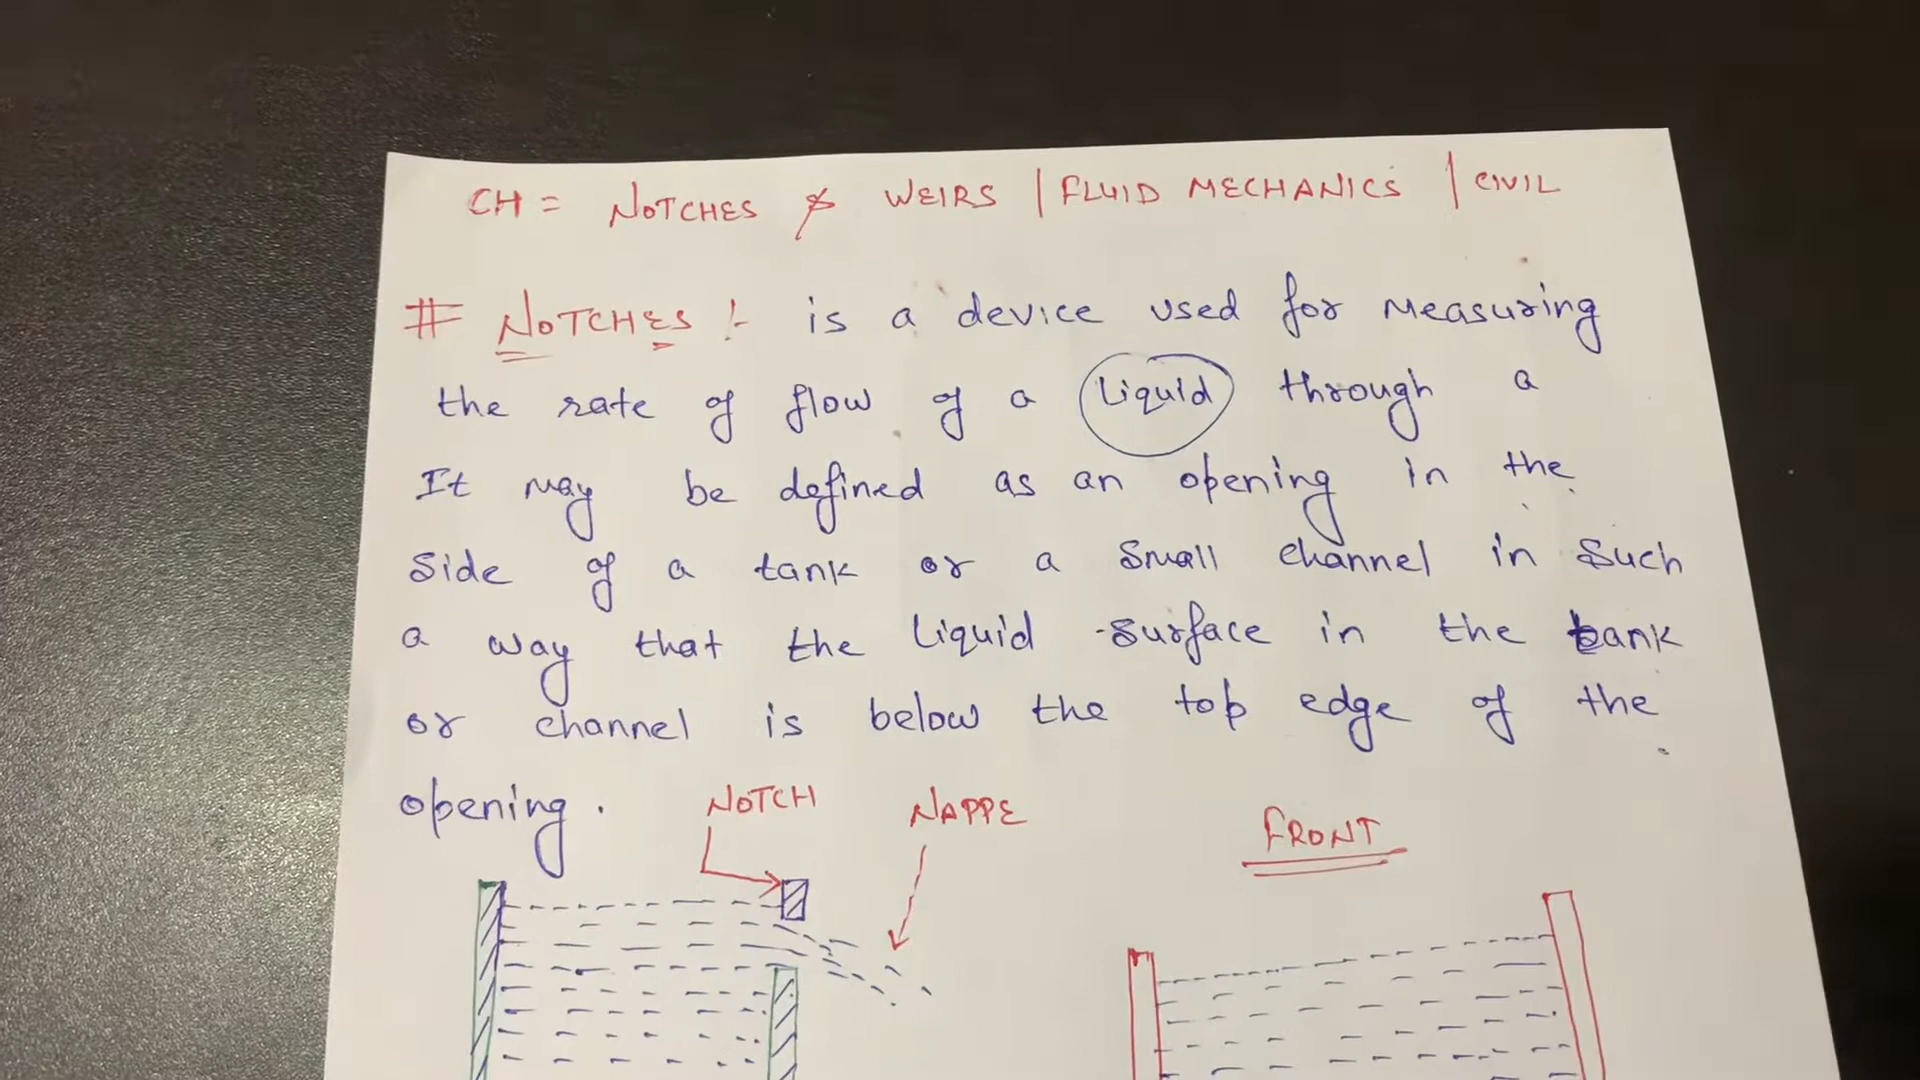 CH = NOTCHES & WEIRS | FLUID MECHANICS | CIVIL
# NOTCHES :- is a device used for measuring
the rate of flow of a liquid through a
It may be defined as an opening in the
side of a tank or a small channel in such
a way that the liquid surface in the tank
or channel is below the top edge of the
opening.
NOTCH
NAPPE
FRONT